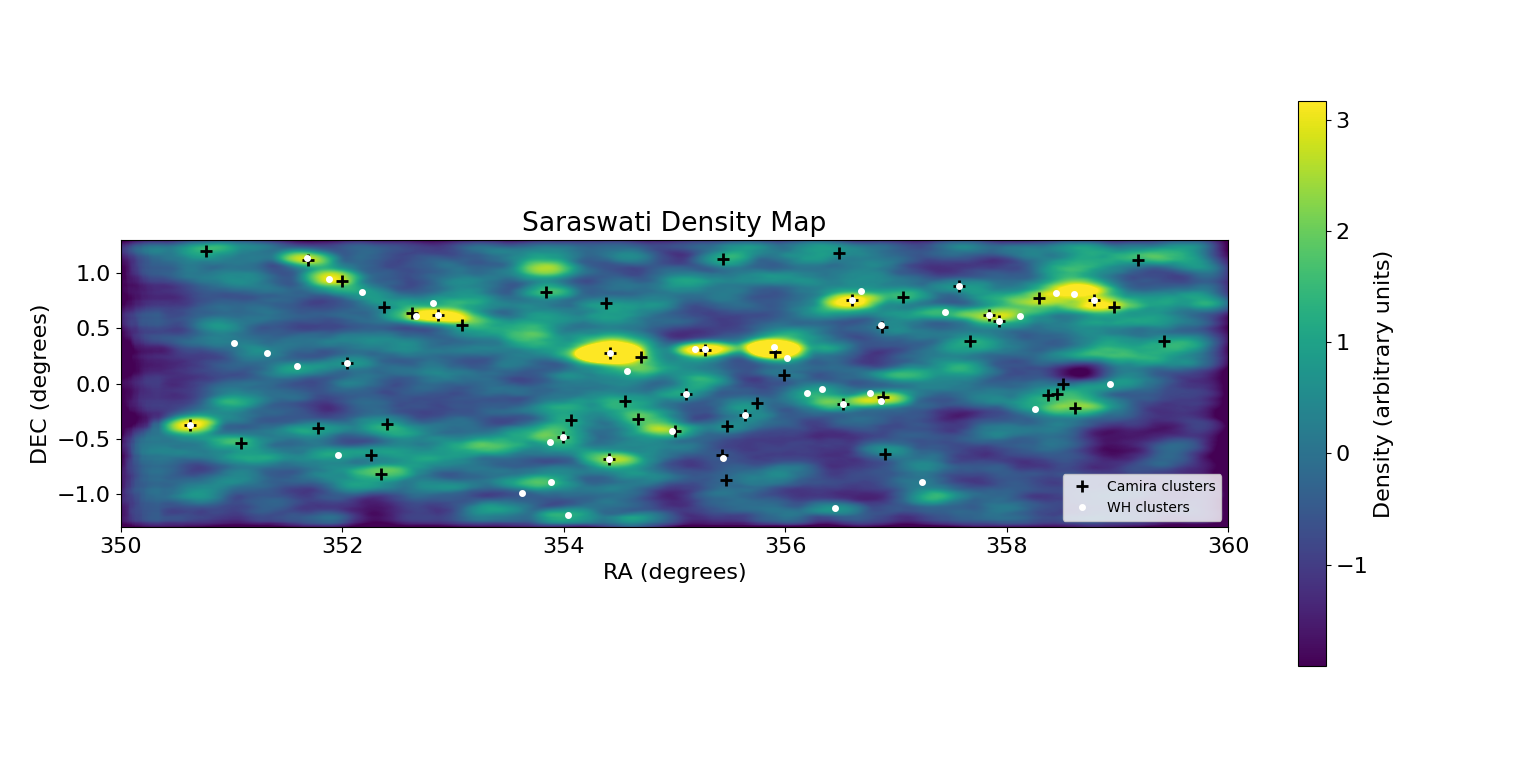 Saraswati Density Map
DEC (degrees)
1.0
0.5
0.0
−0.5
−1.0
350 352 354 356 358 360
RA (degrees)
Camira clusters
WH clusters
3
2
1
0
−1
Density (arbitrary units)